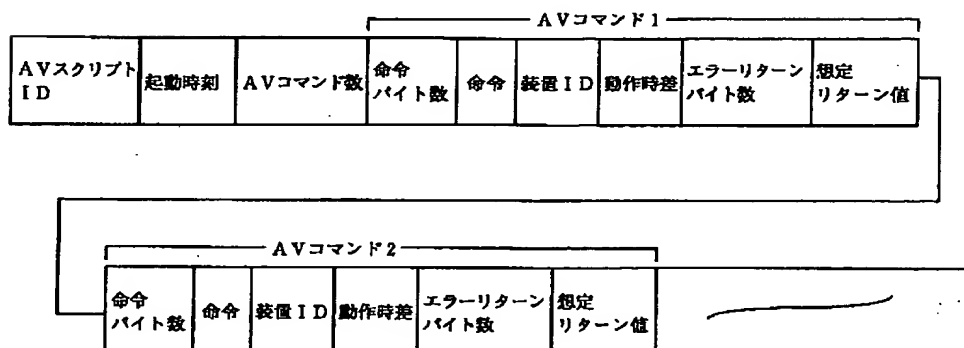 AVコマンド1
AVスクリプト
ID
起動時刻
AVコマンド数
命令
バイト数
命令
装置ID
動作時差
エラーリターン
バイト数
想定
リターン値
AVコマンド2
命令
バイト数
命令
装置ID
動作時差
エラーリターン
バイト数
想定
リターン値